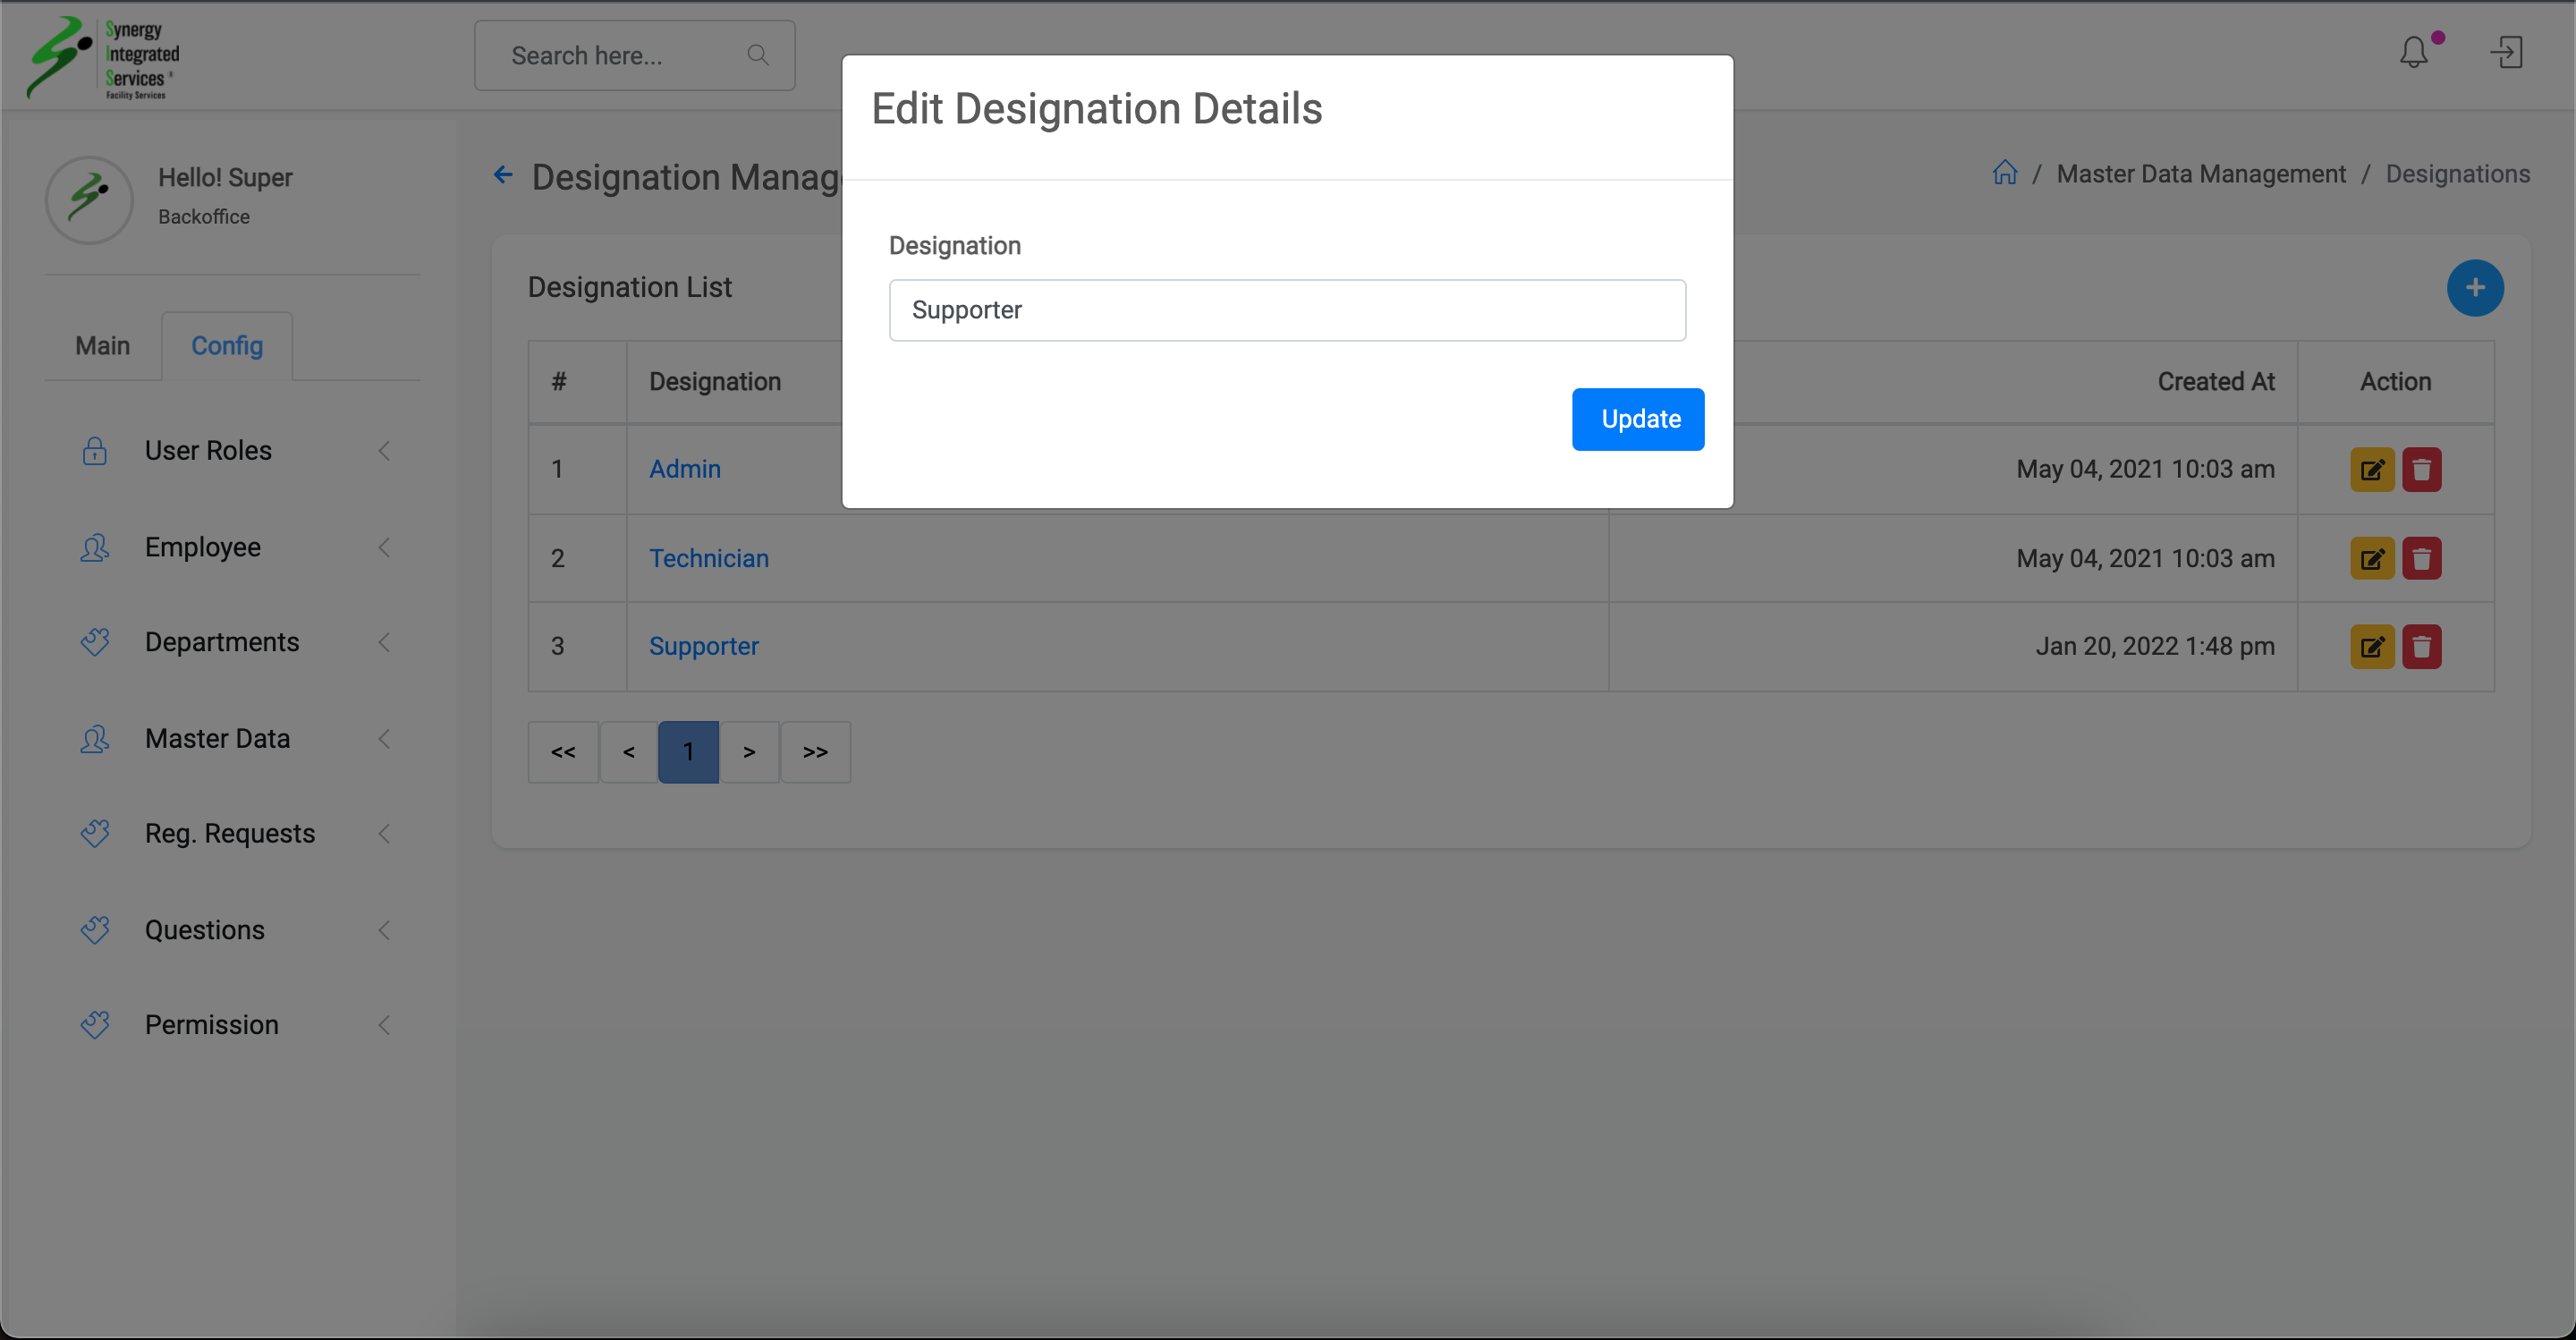 Synergy
Integrated
Services
Facility Services
Search here...
Hello! Super
Backoffice
Main
Config
User Roles
Employee
Departments
Master Data
Reg. Requests
Questions
Permission
Edit Designation Details
Designation
Supporter
Update
/ Master Data Management / Designations
Designation List
+
# Designation Created At Action
1 Admin May 04, 2021 10:03 am
2 Technician May 04, 2021 10:03 am
3 Supporter Jan 20, 2022 1:48 pm
<< < 1 > >>